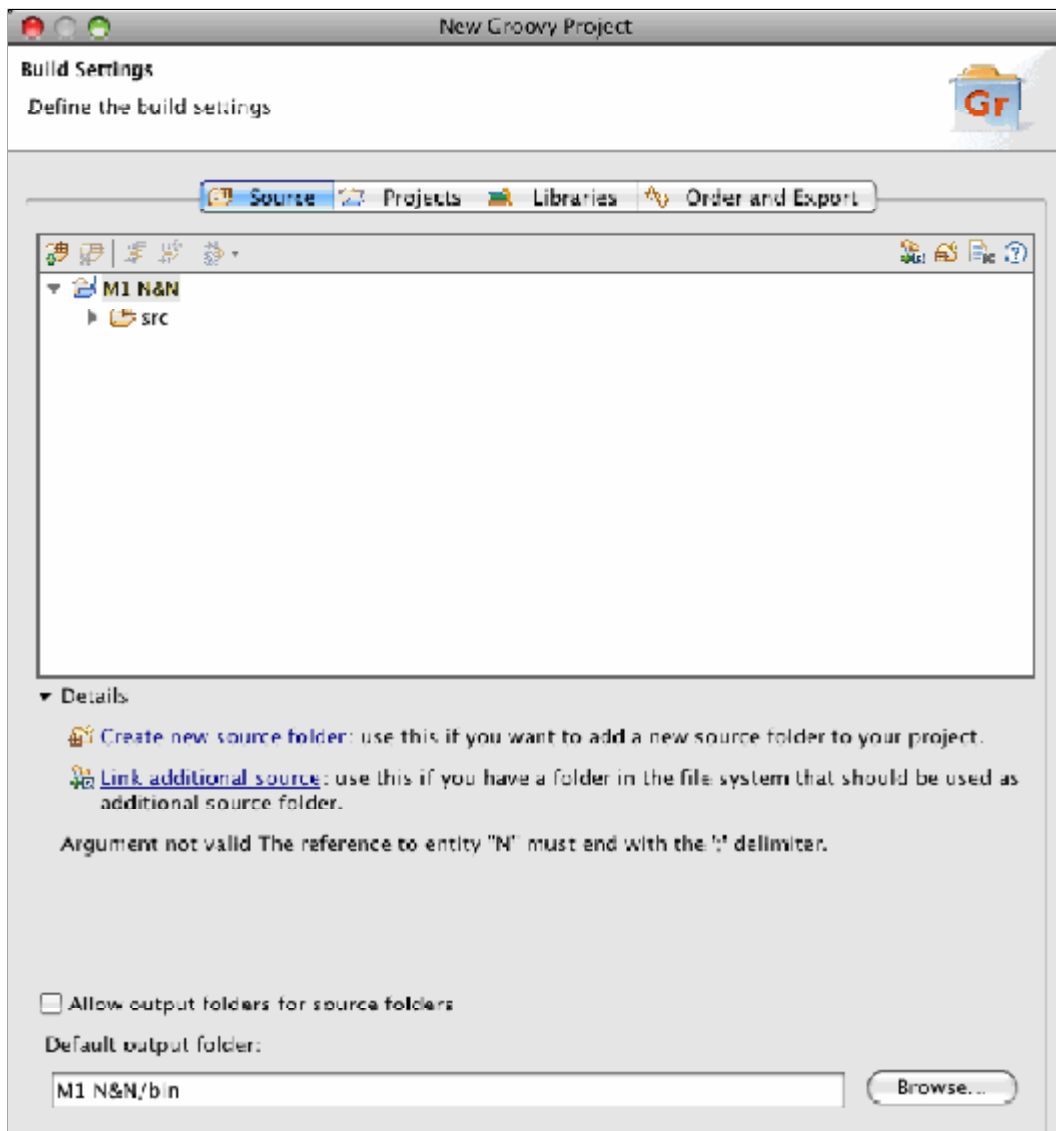 New Groovy Project
Build Settings
Define the build settings
Gr
Source Projects Libraries Order and Export
M1 N&N
src
Details
Create new source folder: use this if you want to add a new source folder to your project.
Link additional source: use this if you have a folder in the file system that should be used as
additional source folder.
Argument not valid The reference to entity "N" must end with the ';' delimiter.
Allow output folders for source folders
Default output folder:
M1 N&N/bin
Browse...